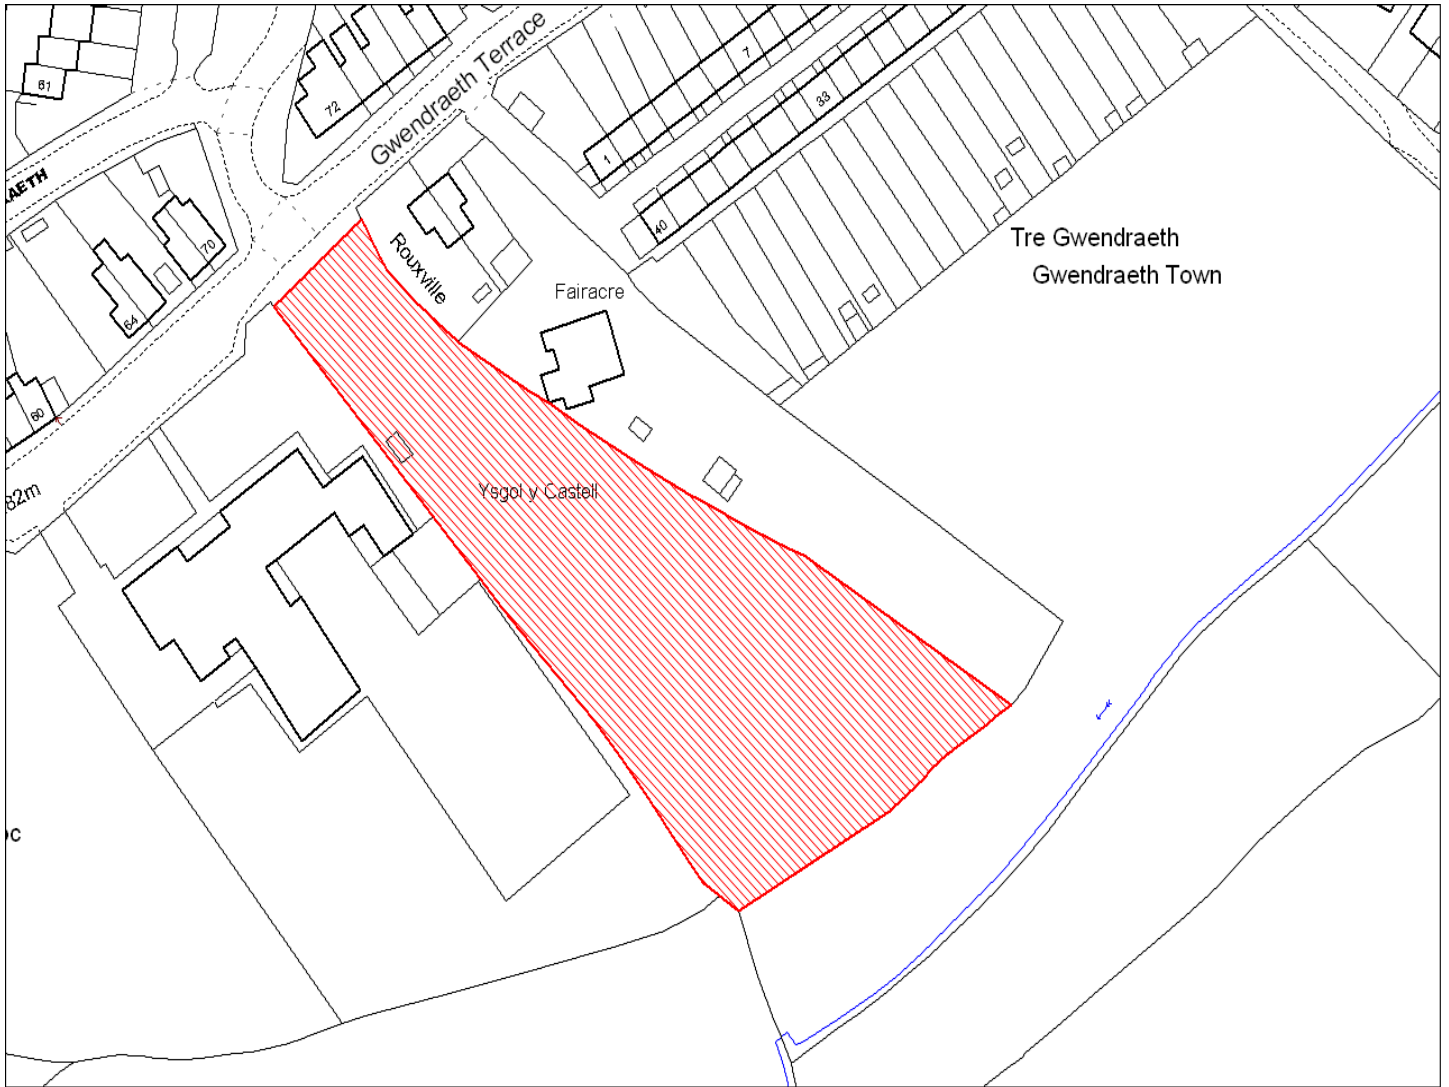 61
72
Gwendraeth Terrace
7
33
1
40
AETH
70
64
60
82m
Rouxville
Fairacre
Tre Gwendraeth
Gwendraeth Town
Ysgol y Castell